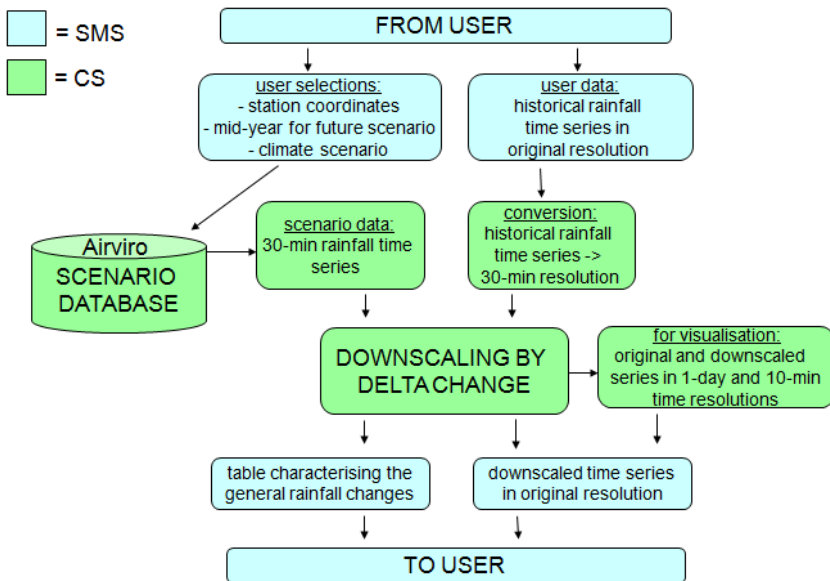 = SMS
= CS
FROM USER
user selections:
- station coordinates
- mid-year for future scenario
- climate scenario
user data:
historical rainfall
time series in
original resolution
Airviro
SCENARIO
DATABASE
scenario data:
30-min rainfall time
series
conversion:
historical rainfall
time series ->
30-min resolution
DOWNSCALING BY
DELTA CHANGE
for visualisation:
original and downscaled
series in 1-day and 10-min
time resolutions
table characterising the
general rainfall changes
downscaled time series
in original resolution
TO USER